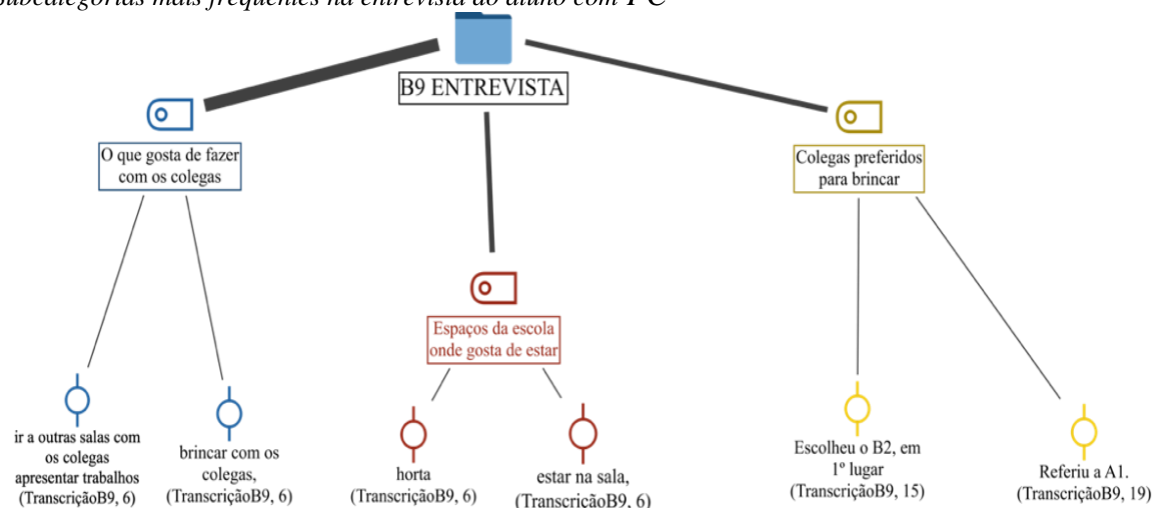 subcategorias mais frequentes na entrevista do aluno com PC
B9 ENTREVISTA
O que gosta de fazer
com os colegas
Colegas preferidos
para brincar
Espaços da escola
onde gosta de estar
ir a outras salas com
os colegas
apresentar trabalhos
(TranscriçãoB9, 6)
brincar com os
colegas,
(TranscriçãoB9, 6)
horta
(TranscriçãoB9, 6)
estar na sala,
(TranscriçãoB9, 6)
Escolheu o B2, em
1º lugar
(TranscriçãoB9, 15)
Referiu a A1.
(TranscriçãoB9, 19)